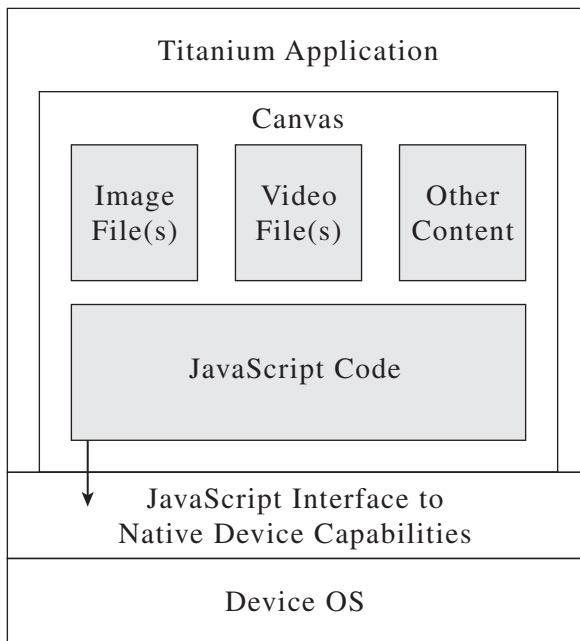 Titanium Application
Canvas
Image
File(s)
Video
File(s)
Other
Content
JavaScript Code
JavaScript Interface to
Native Device Capabilities
Device OS